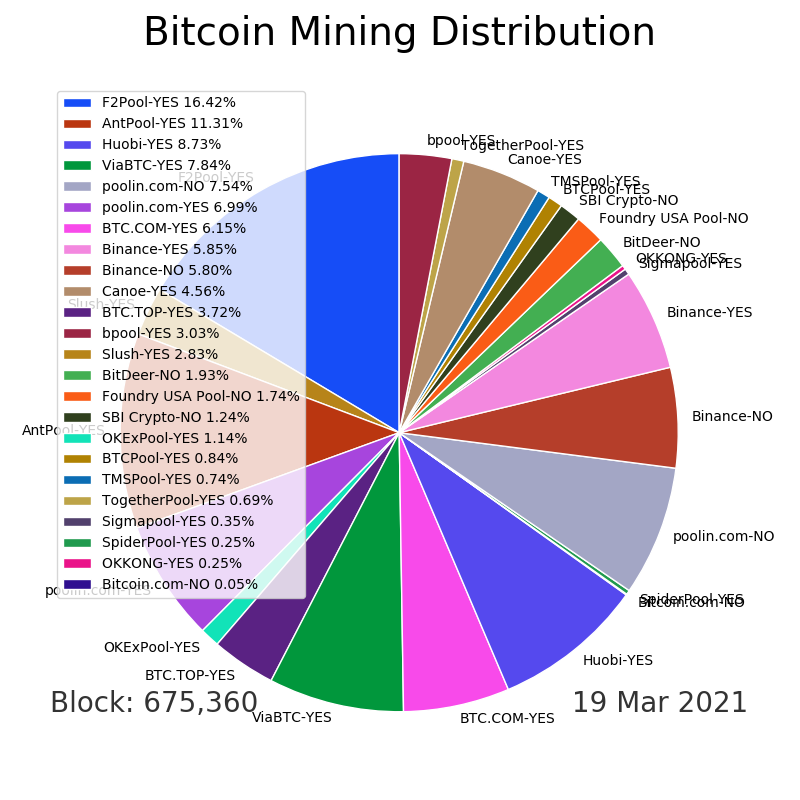 Bitcoin Mining Distribution
F2Pool-YES 16.42%
AntPool-YES 11.31%
Huobi-YES 8.73%
ViaBTC-YES 7.84%
poolin.com-NO 7.54%
poolin.com-YES 6.99%
BTC.COM-YES 6.15%
Binance-YES 5.85%
Binance-NO 5.80%
Canoe-YES 4.56%
BTC.TOP-YES 3.72%
bpool-YES 3.03%
Slush-YES 2.83%
BitDeer-NO 1.93%
Foundry USA Pool-NO 1.74%
SBI Crypto-NO 1.24%
OKExPool-YES 1.14%
BTCPool-YES 0.84%
TMSPool-YES 0.74%
TogetherPool-YES 0.69%
Sigmapool-YES 0.35%
SpiderPool-YES 0.25%
OKKONG-YES 0.25%
Bitcoin.com-NO 0.05%
bpool-YES
TogetherPool-YES
Canoe-YES
TMSPool-YES
BTCPool-YES
SBI Crypto-NO
Foundry USA Pool-NO
BitDeer-NO
OKKONG-YES
Sigmapool-YES
Binance-YES
Binance-NO
poolin.com-NO
SpiderPool-YES
Bitcoin.com-NO
Huobi-YES
BTC.COM-YES
ViaBTC-YES
BTC.TOP-YES
OKExPool-YES
poolin.com-YES
AntPool-YES
Slush-YES
F2Pool-YES
Block: 675,360
19 Mar 2021